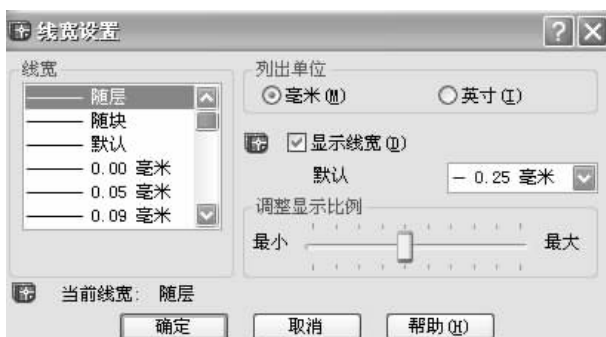 线宽设置
线宽
随层
随块
默认
0.00 毫米
0.05 毫米
0.09 毫米
列出单位
毫米(M)
英寸(I)
显示线宽(D)
默认
0.25 毫米
调整显示比例
最小
最大
当前线宽: 随层
确定
取消
帮助(H)